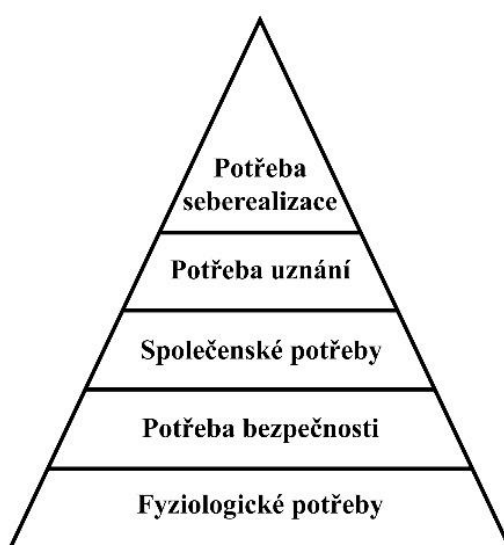 Potřeba
seberealizace
Potřeba uznání
Společenské potřeby
Potřeba bezpečnosti
Fyziologické potřeby